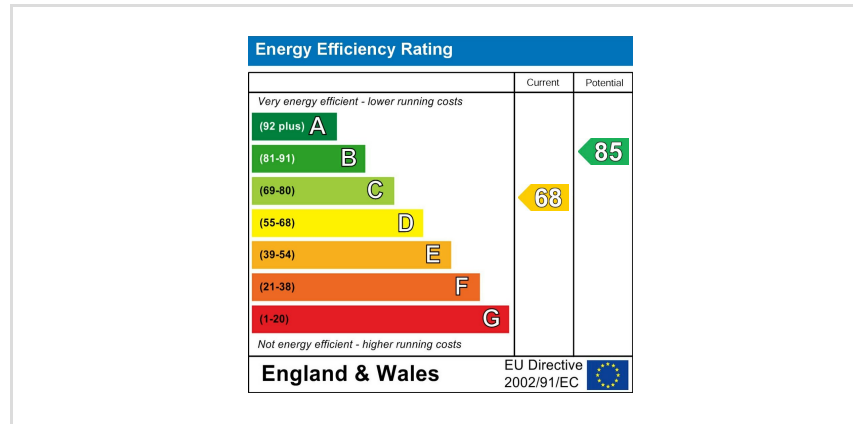 Energy Efficiency Rating
Current Potential
Very energy efficient - lower running costs
(92 plus) A
(81-91) B
85
(69-80) C
68
(55-68) D
(39-54) E
(21-38) F
(1-20) G
Not energy efficient - higher running costs
England & Wales
EU Directive
2002/91/EC